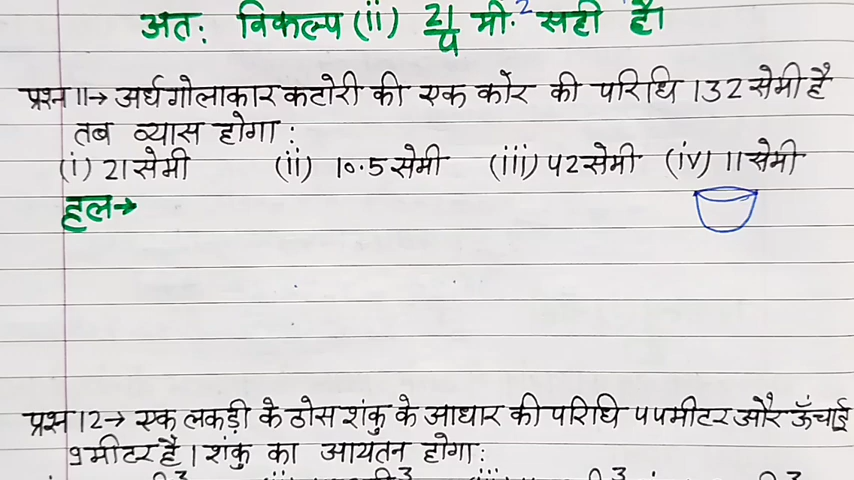 अतः विकल्प (ii) 21/4 मी.² सही है।
प्रश्न 11→ अर्धगोलाकार कटोरी की एक कोर की परिधि 132 सेमी है
तब व्यास होगा :
(i) 21 सेमी (ii) 10.5 सेमी (iii) 42 सेमी (iv) 11 सेमी
हल→
प्रश्न 12→ एक लकड़ी के ठोस शंकु के आधार की परिधि 44 मीटर और ऊँचाई
9 मीटर है। शंकु का आयतन होगा :